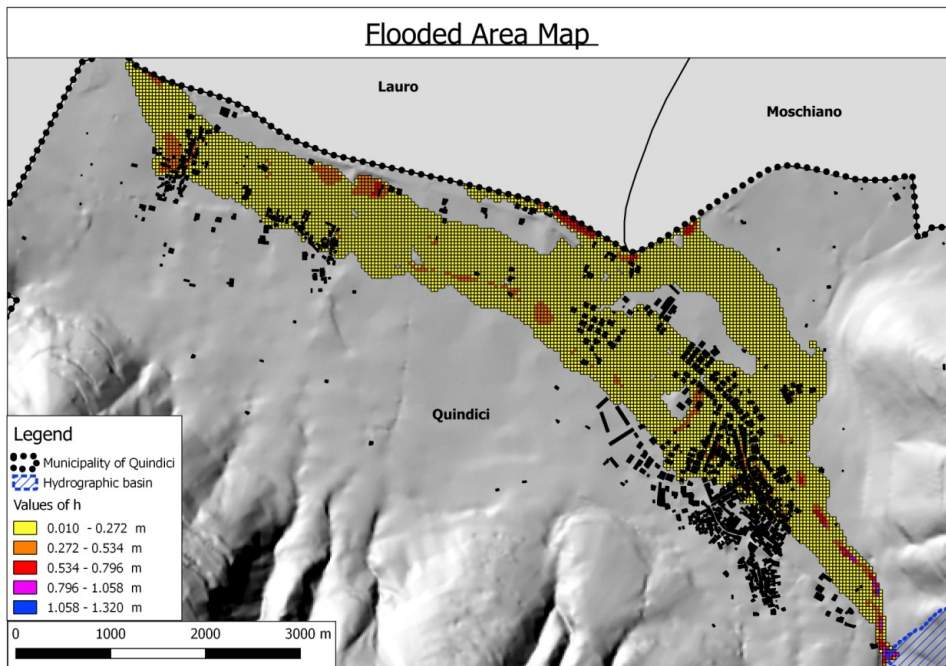 Flooded Area Map
Lauro
Moschiano
Quindici
Legend
Municipality of Quindici
Hydrographic basin
Values of h
0.010 - 0.272 m
0.272 - 0.534 m
0.534 - 0.796 m
0.796 - 1.058 m
1.058 - 1.320 m
0 1000 2000 3000 m